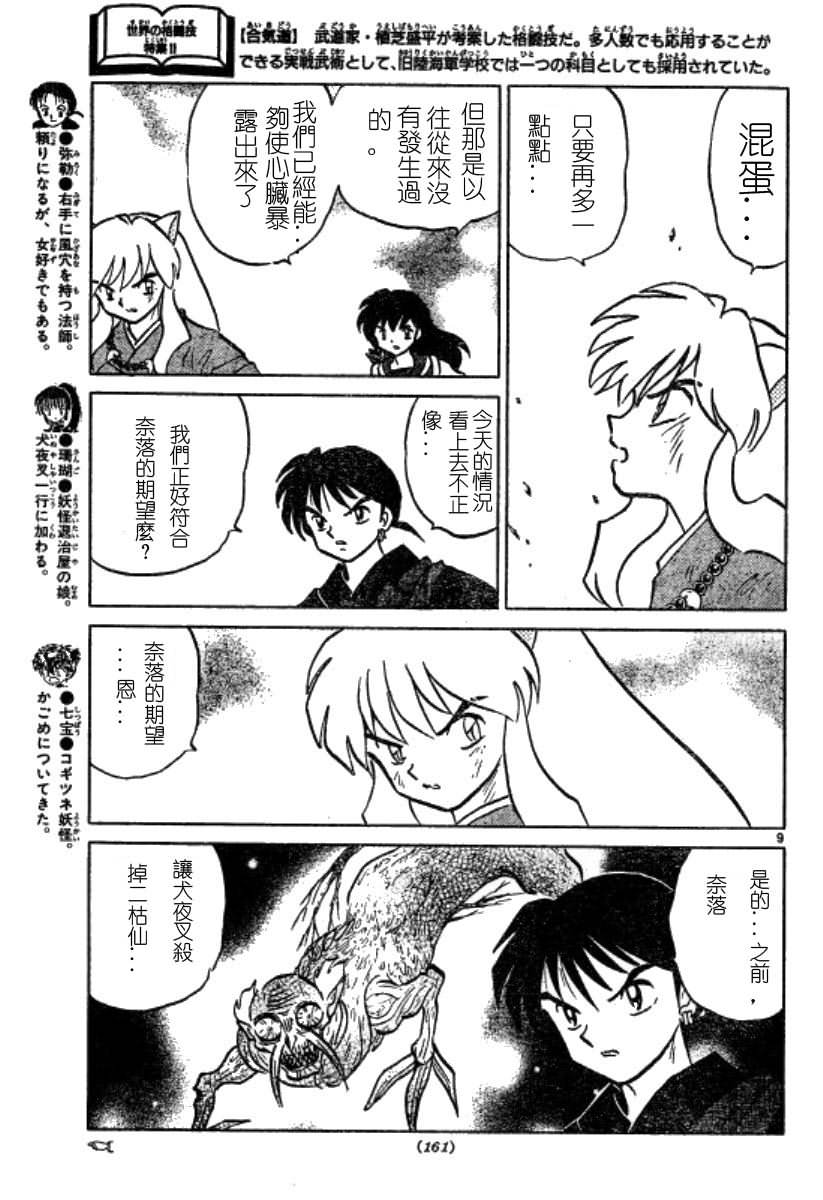 世界の格闘技
特集!!
【合気道】 武道家・植芝盛平が考案した格闘技だ。多人数でも応用することが
できる実戦武術として、旧陸海軍学校では一つの科目としても採用されていた。
混蛋...
只要再多一
點點...
但那是以
往從來沒
有發生過
的。
我們已經能..
夠使心臟暴
露出來了
今天的情況
看上去不正
像...
我們正好符合
奈落的期望麼?
奈落的期望
...恩...
9
是的...之前,
奈落
讓犬夜叉殺
掉二枯仙...
●弥勒●右手に風穴を持つ法師。
頼りになるが、女好きでもある。
●珊瑚●妖怪退治屋の娘。
犬夜叉一行に加わる。
●七宝●コギツネ妖怪。
かごめについてきた。
(161)